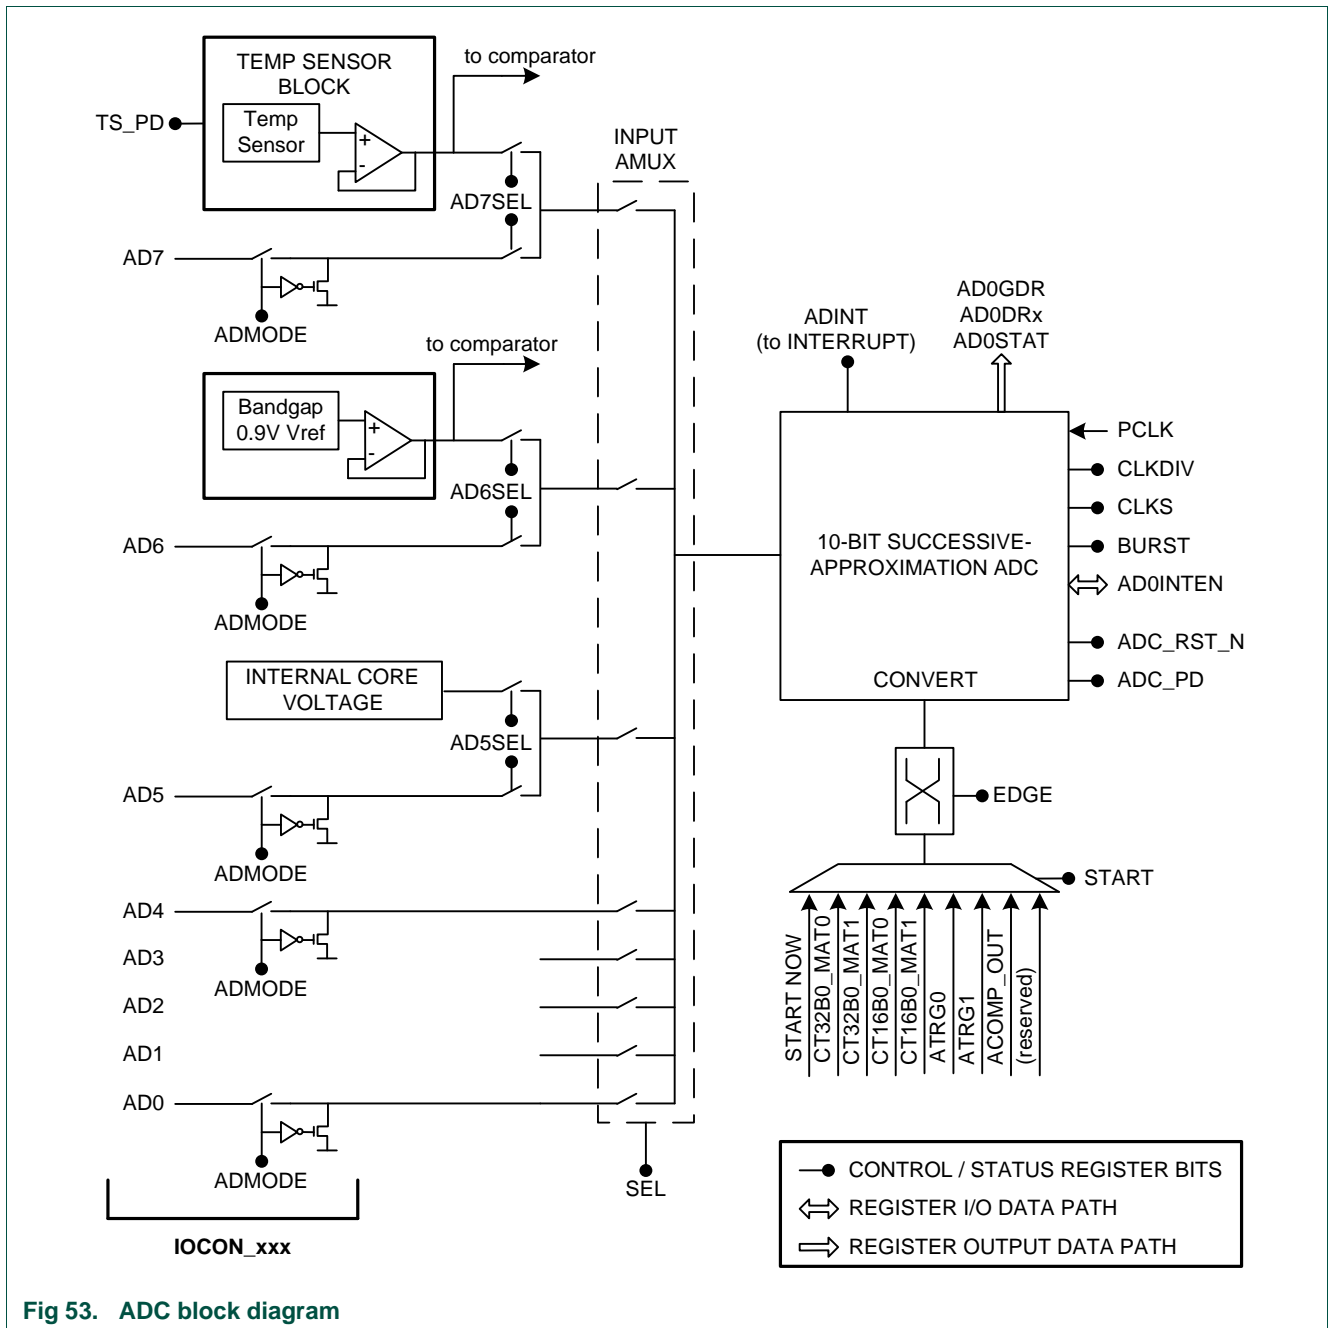 TEMP SENSOR
BLOCK
Temp
Sensor
+
-
TS_PD
to comparator
INPUT
AMUX
AD7SEL
AD7
ADMODE
to comparator
Bandgap
0.9V Vref
+
-
AD6SEL
AD6
ADMODE
INTERNAL CORE
VOLTAGE
AD5SEL
AD5
ADMODE
AD4
ADMODE
AD3
AD2
AD1
AD0
ADMODE
IOCON_xxx
SEL
ADINT
(to INTERRUPT)
AD0GDR
AD0DRx
AD0STAT
10-BIT SUCCESSIVE-
APPROXIMATION ADC
CONVERT
PCLK
CLKDIV
CLKS
BURST
AD0INTEN
ADC_RST_N
ADC_PD
EDGE
START
START NOW
CT32B0_MAT0
CT32B0_MAT1
CT16B0_MAT0
CT16B0_MAT1
ATRG0
ATRG1
ACOMP_OUT
(reserved)
CONTROL / STATUS REGISTER BITS
REGISTER I/O DATA PATH
REGISTER OUTPUT DATA PATH
Fig 53. ADC block diagram